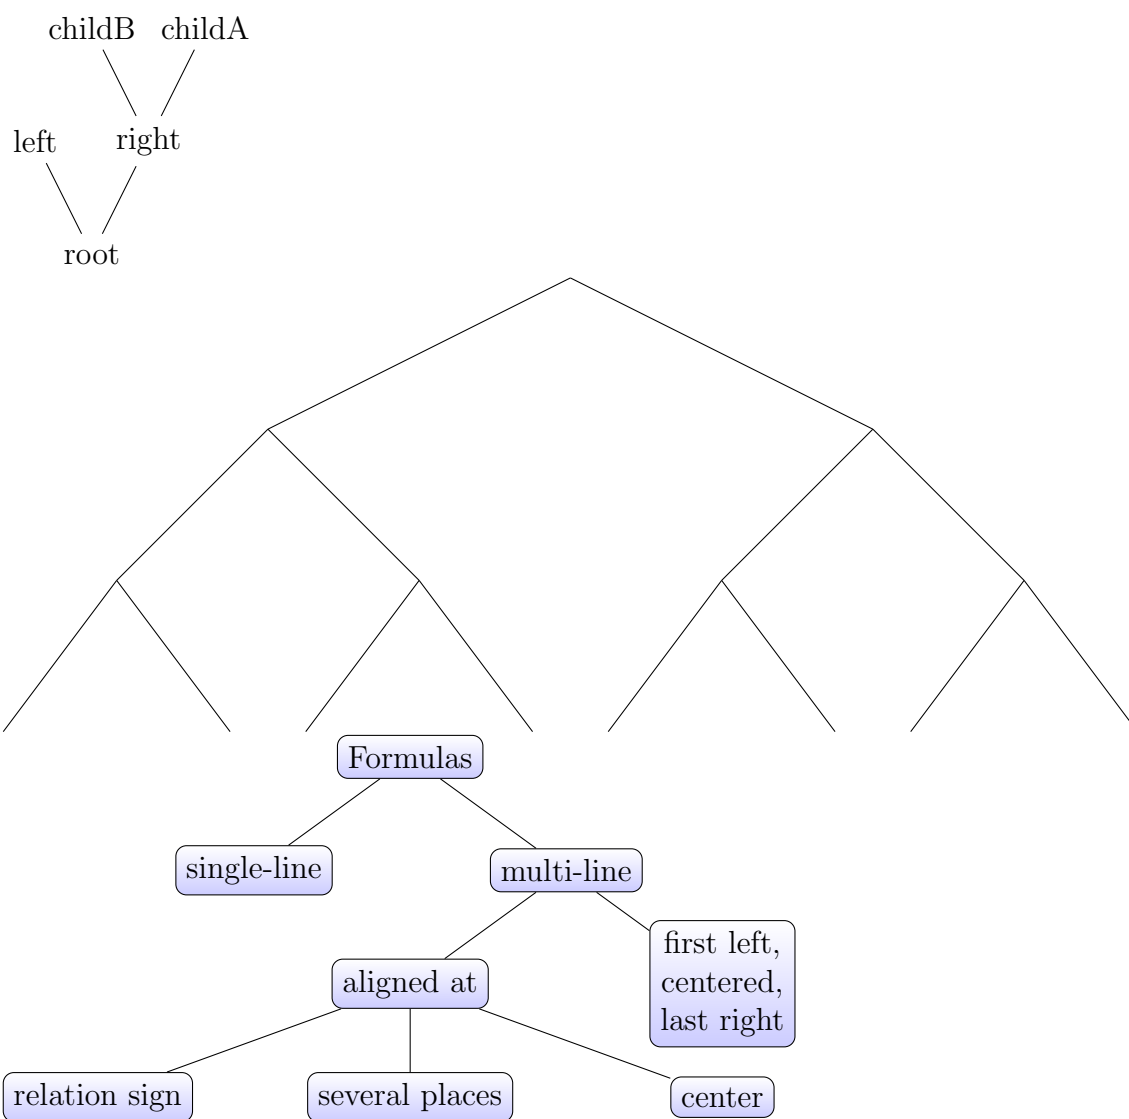 childB childA
left right
root
Formulas
single-line multi-line
aligned at
first left,
centered,
last right
relation sign several places center